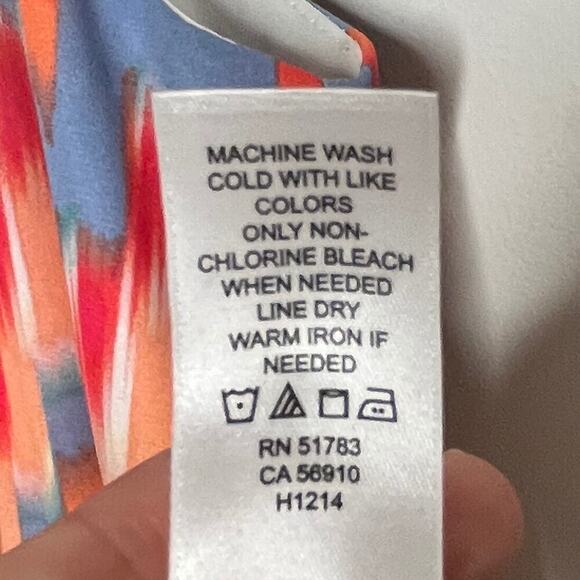 MACHINE WASH
COLD WITH LIKE
COLORS
ONLY NON-
CHLORINE BLEACH
WHEN NEEDED
LINE DRY
WARM IRON IF
NEEDED
RN 51783
CA 56910
H1214